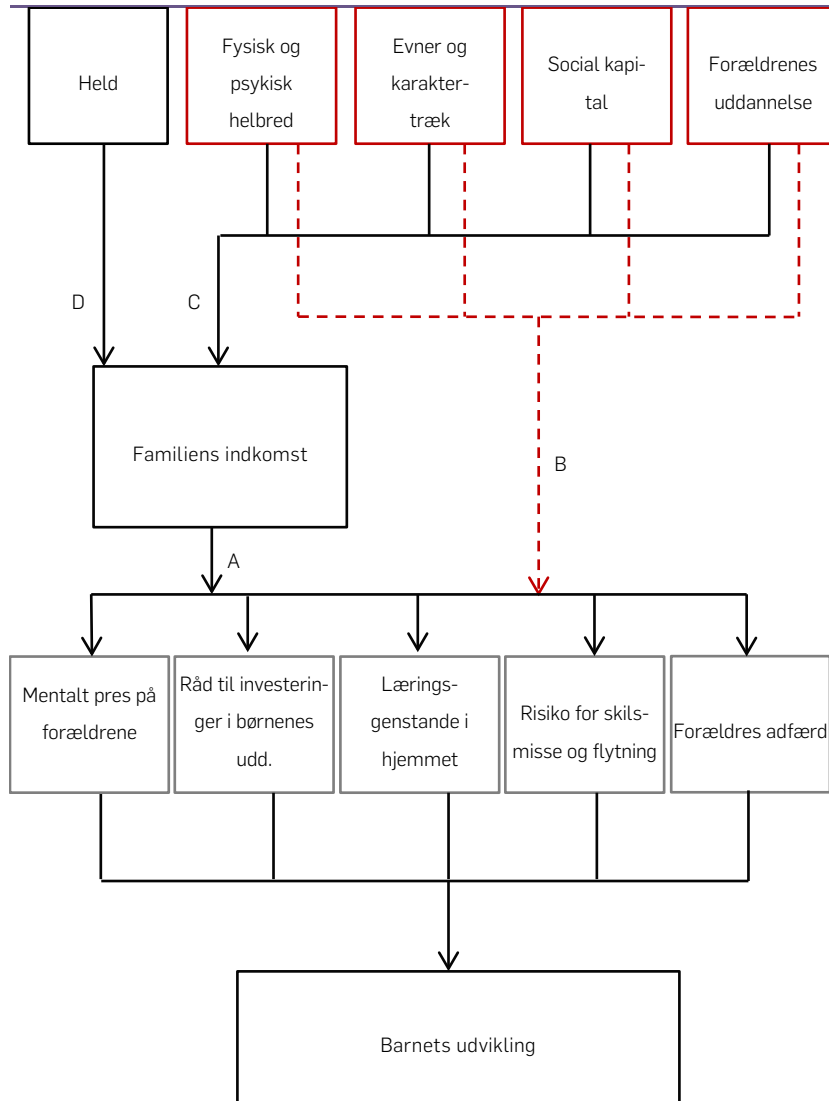 Held
Fysisk og
psykisk
helbred
Evner og
karakter-
træk
Social kapi-
tal
Forældrenes
uddannelse
D
C
Familiens indkomst
B
A
Mentalt pres på
forældrene
Råd til investerin-
ger i børnenes
udd.
Lærings-
genstande i
hjemmet
Risiko for skils-
misse og flytning
Forældres adfærd
Barnets udvikling